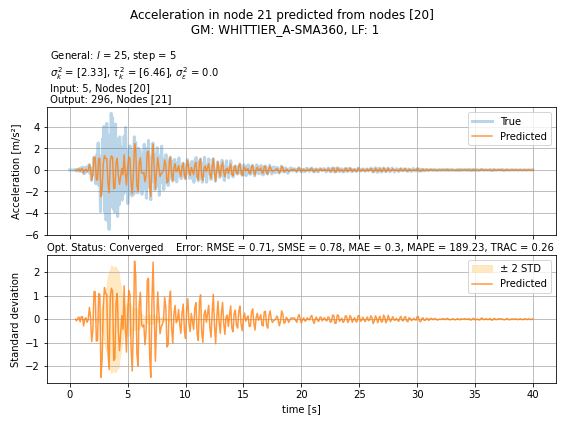 Acceleration in node 21 predicted from nodes [20]
GM: WHITTIER_A-SMA360, LF: 1
General: l = 25, step = 5
σ²ₖ = [2.33], τ²ₖ = [6.46], σ²ε = 0.0
Input: 5, Nodes [20]
Output: 296, Nodes [21]
Acceleration [m/s²]
4
2
0
−2
−4
−6
True
Predicted
Opt. Status: Converged    Error: RMSE = 0.71, SMSE = 0.78, MAE = 0.3, MAPE = 189.23, TRAC = 0.26
Standard deviation
2
1
0
−1
−2
± 2 STD
Predicted
0 5 10 15 20 25 30 35 40
time [s]